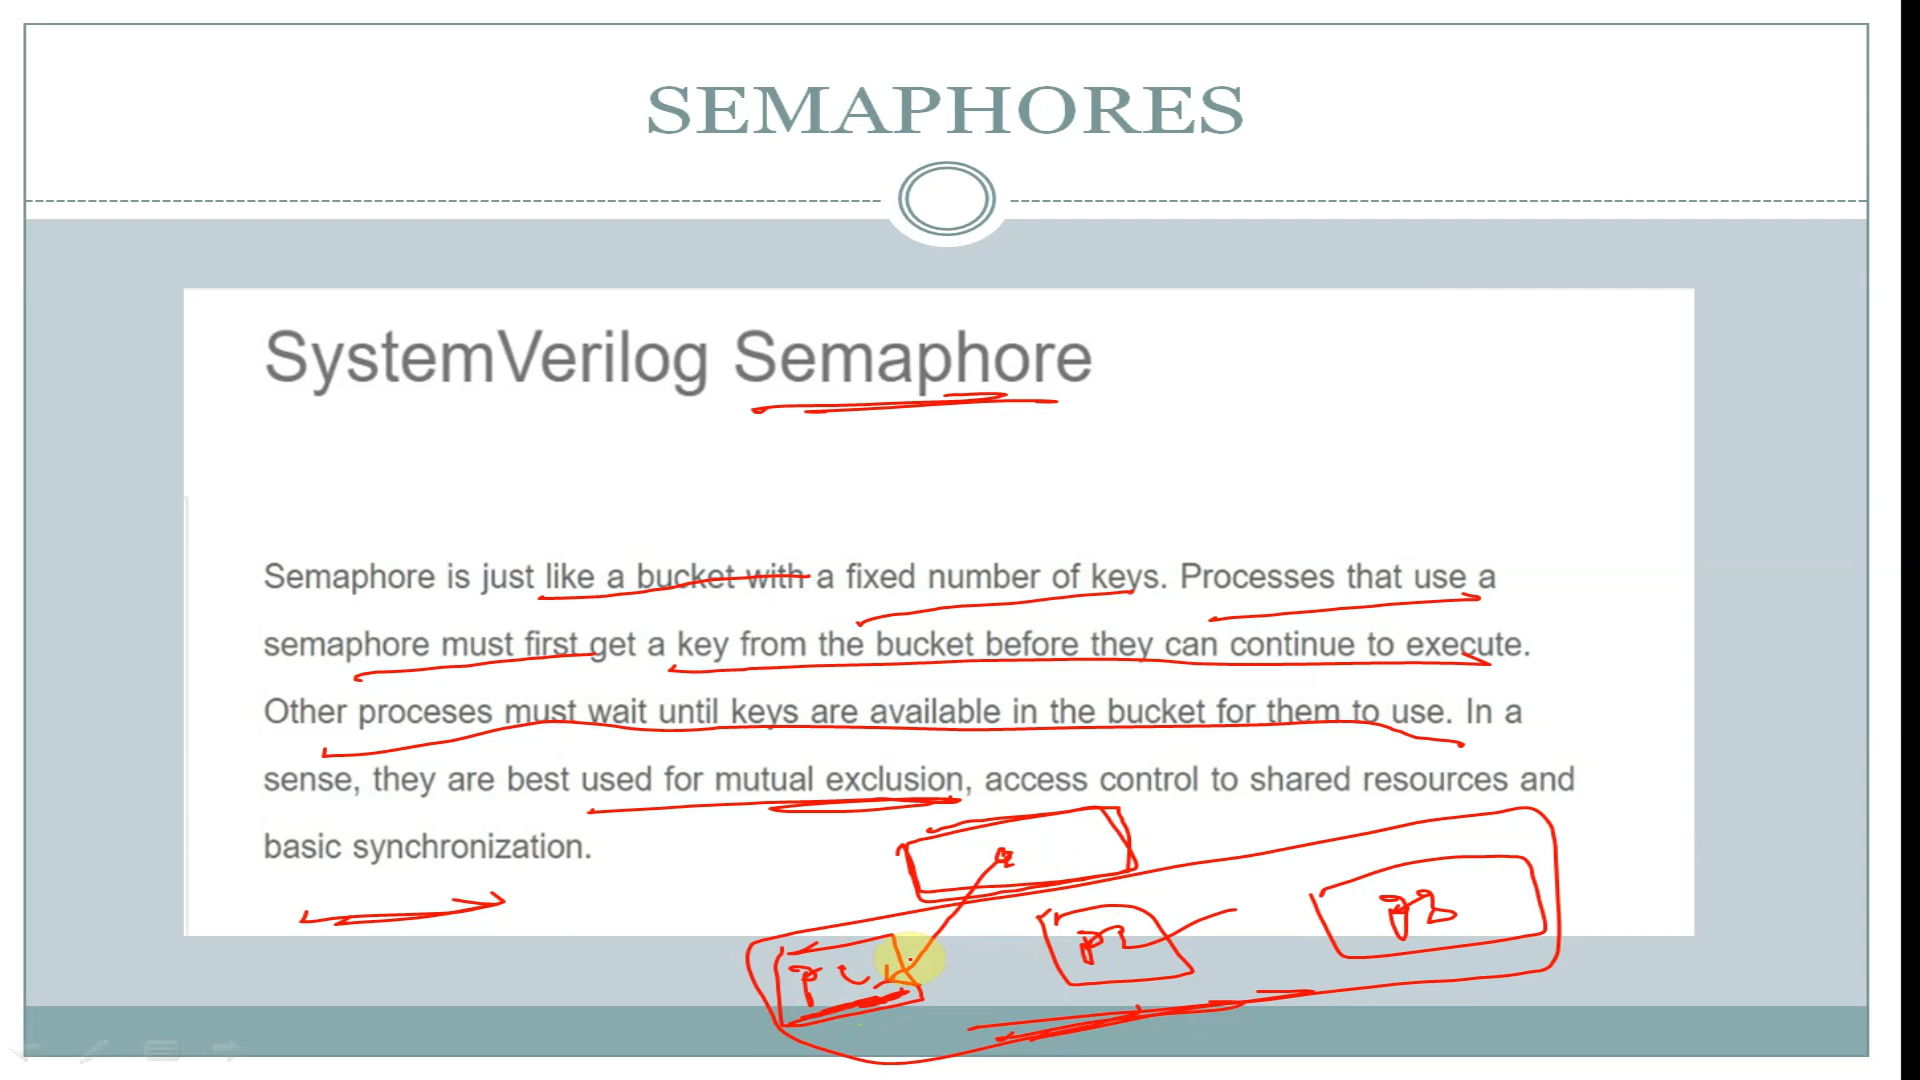 SEMAPHORES
SystemVerilog Semaphore
Semaphore is just like a bucket with a fixed number of keys. Processes that use a
semaphore must first get a key from the bucket before they can continue to execute.
Other proceses must wait until keys are available in the bucket for them to use. In a
sense, they are best used for mutual exclusion, access control to shared resources and
basic synchronization.